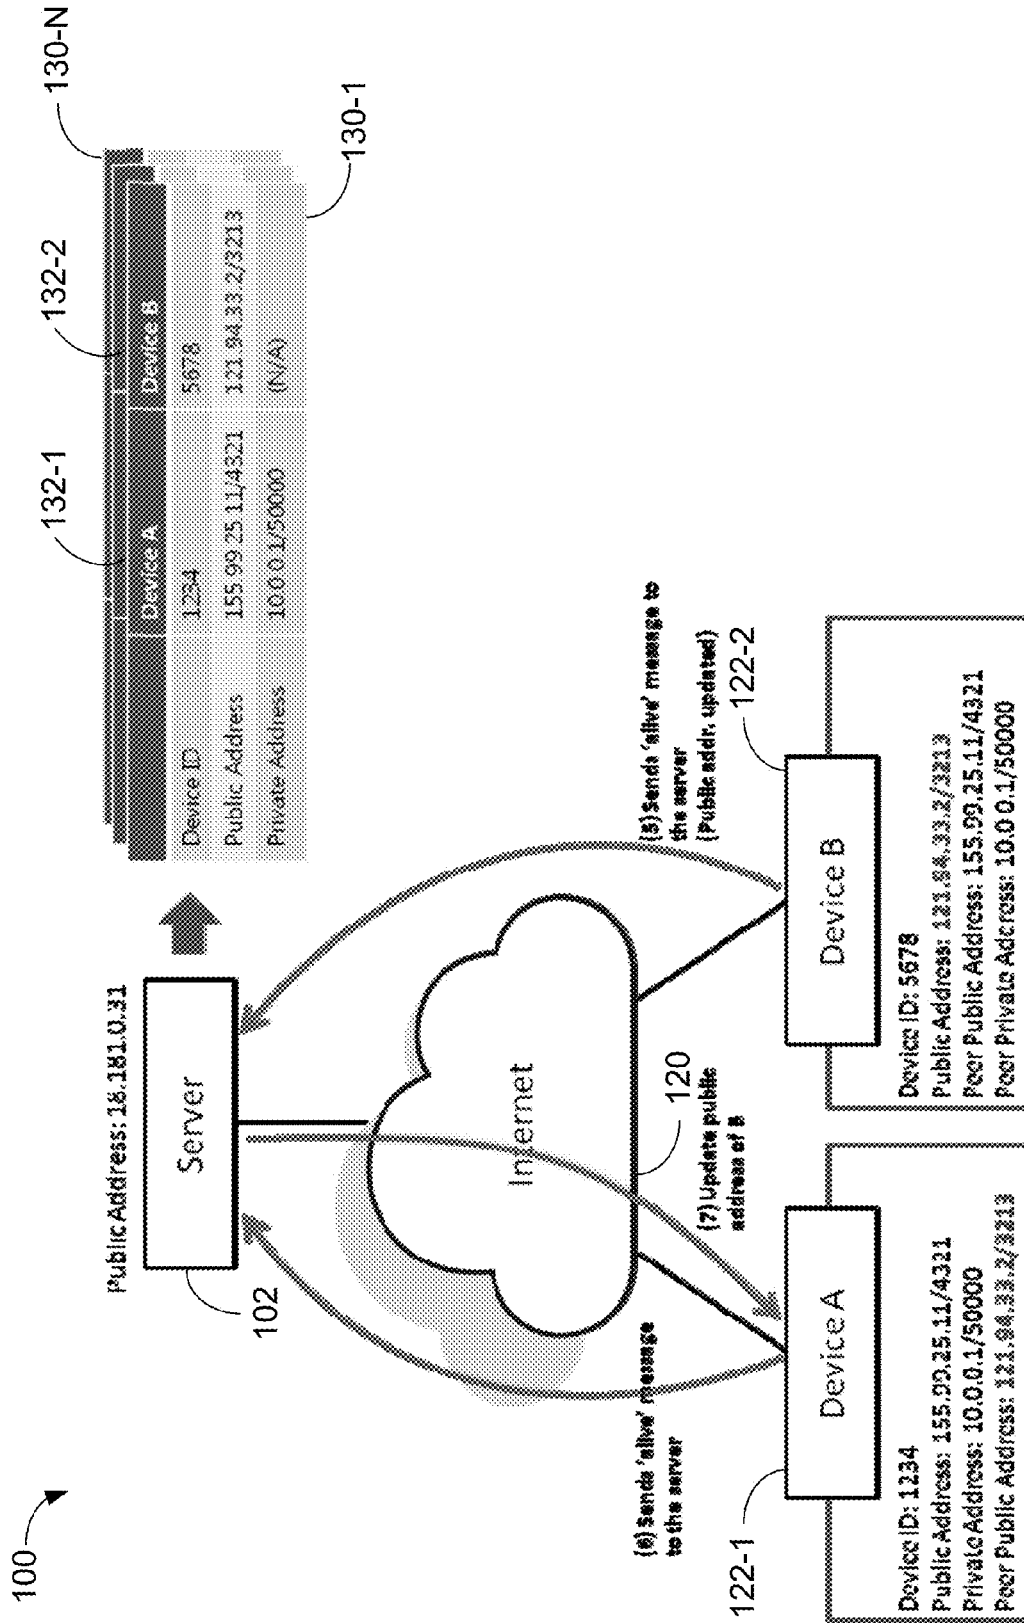 100
Public Address: 18.181.0.31
Server
102
132-1
132-2
130-N
130-1
Device A Device B
Device ID 1234 5678
Public Address 155 99 25 11/4321 121 94.33 2/3213
Private Address 10.0 0.1/50000 (N/A)
Internet
120
(5) Sends 'alive' message to
the server
(Public addr. updated)
(6) Sends 'alive' message
to the server
(7) Update public
address of B
122-1
Device A
Device ID: 1234
Public Address: 155.99.25.11/4321
Private Address: 10.0.0.1/50000
Peer Public Address: 121.94.33.2/3213
122-2
Device B
Device ID: 5678
Public Address: 121.94.33.2/3213
Peer Public Address: 155.99.25.11/4321
Peer Private Address: 10.0 0.1/50000